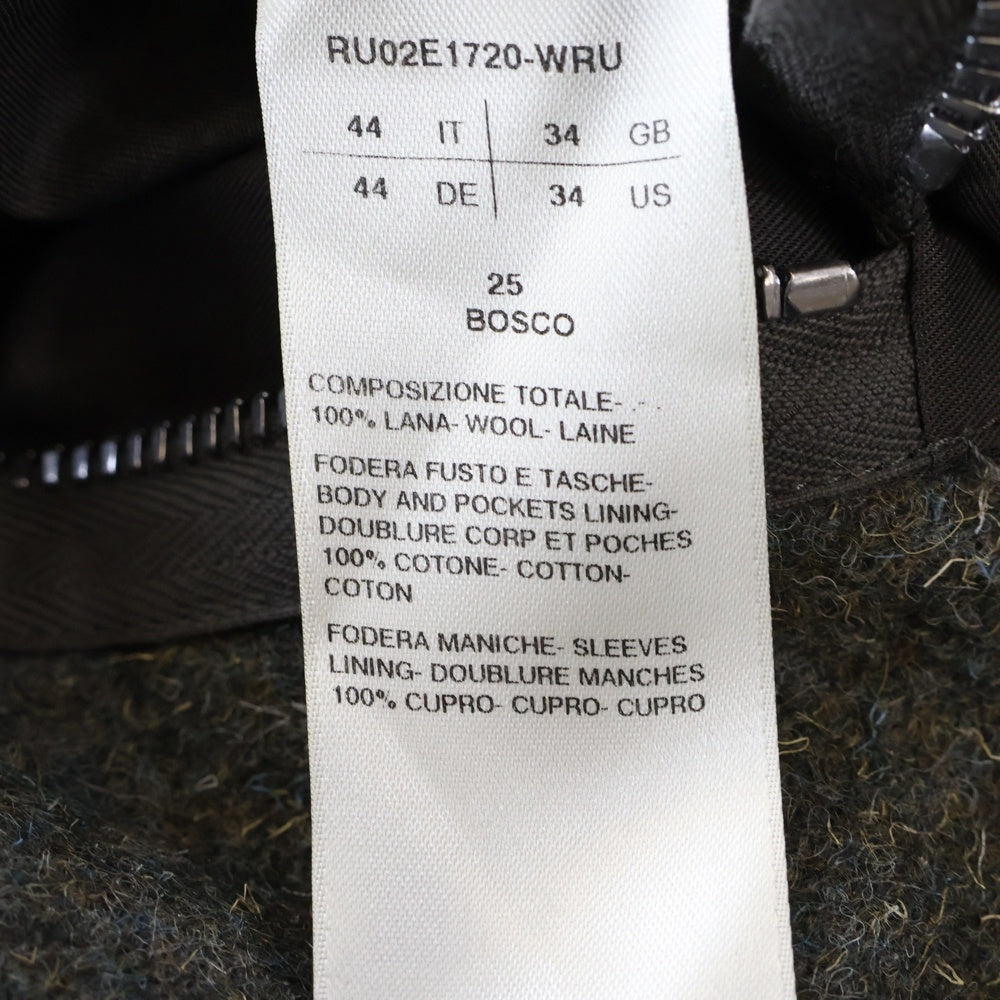 RU02E1720-WRU
44 IT 34 GB
44 DE 34 US
25
BOSCO
COMPOSIZIONE TOTALE-
100% LANA- WOOL- LAINE
FODERA FUSTO E TASCHE-
BODY AND POCKETS LINING-
DOUBLURE CORP ET POCHES
100% COTONE- COTTON-
COTON
FODERA MANICHE- SLEEVES
LINING- DOUBLURE MANCHES
100% CUPRO- CUPRO- CUPRO